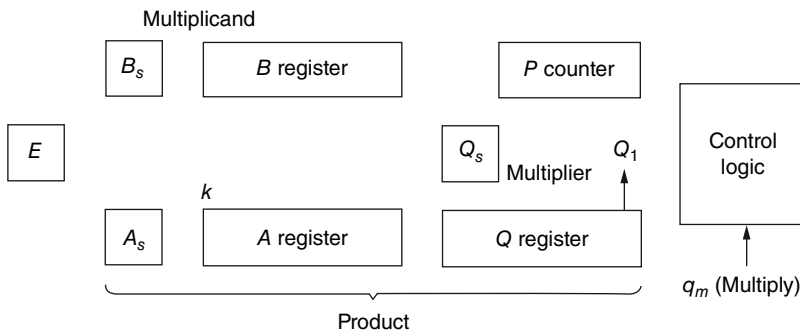 Multiplicand
B_s
B register
P counter
E
Q_s
Multiplier
Q_1
Control
logic
k
A_s
A register
Q register
q_m (Multiply)
Product